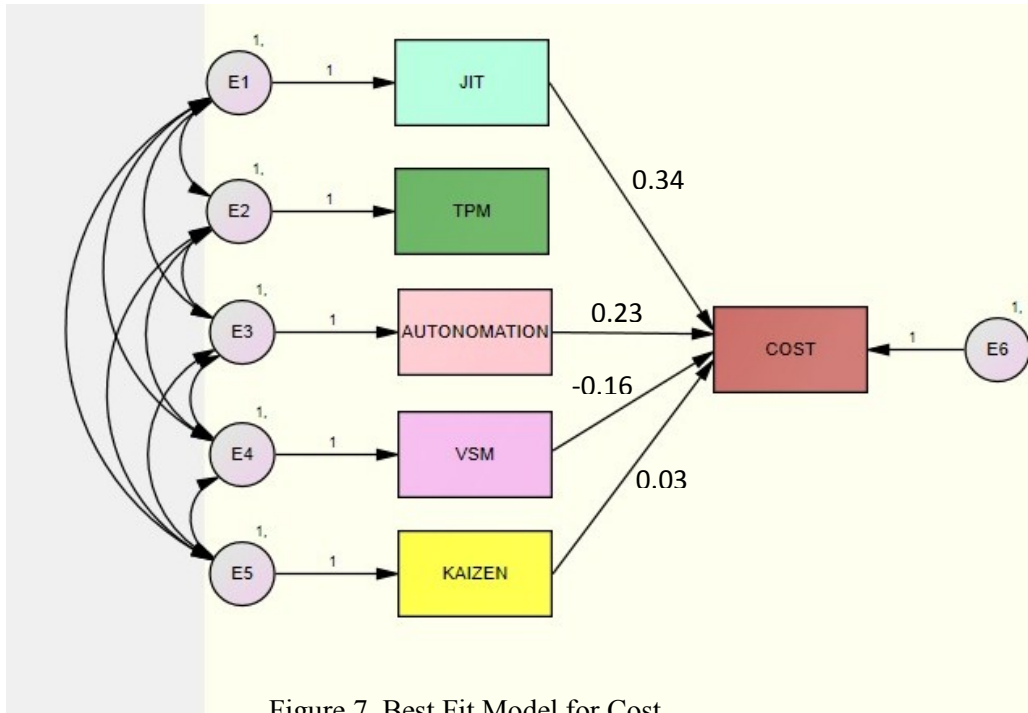 1,
E1
1
JIT
0.34
1,
E2
1
TPM
1,
E3
1
AUTONOMATION
0.23
COST
1
1,
E6
-0.16
1,
E4
1
VSM
0.03
1,
E5
1
KAIZEN
Figure 7. Best Fit Model for Cost